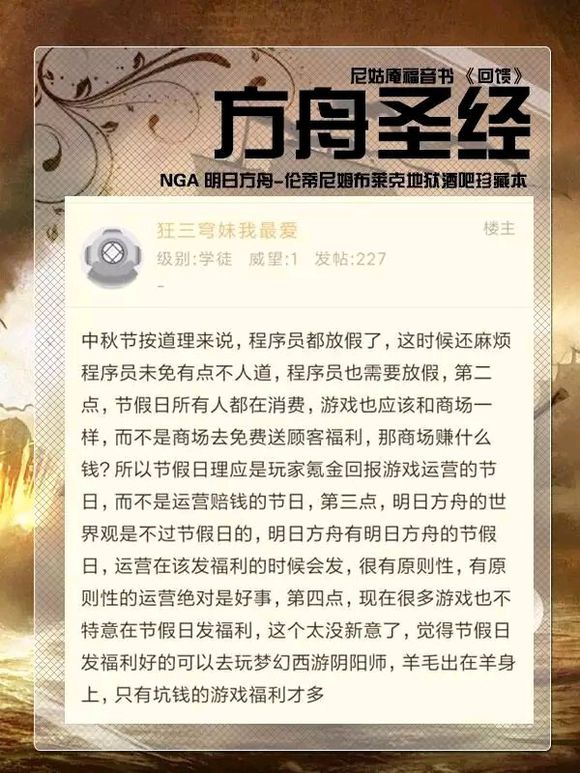 尼姑庵福音书《回馈》
方舟圣经
NGA 明日方舟-伦蒂尼姆布莱克地狱酒吧珍藏本
狂三穹妹我最爱
楼主
级别:学徒 威望:1 发帖:227
-
中秋节按道理来说，程序员都放假了，这时候还麻烦
程序员未免有点不人道，程序员也需要放假，第二
点，节假日所有人都在消费，游戏也应该和商场一
样，而不是商场去免费送顾客福利，那商场赚什么
钱？所以节假日理应是玩家氪金回报游戏运营的节
日，而不是运营赔钱的节日，第三点，明日方舟的世
界观是不过节假日的，明日方舟有明日方舟的节假
日，运营在该发福利的时候会发，很有原则性，有原
则性的运营绝对是好事，第四点，现在很多游戏也不
特意在节假日发福利，这个太没新意了，觉得节假日
发福利好的可以去玩梦幻西游阴阳师，羊毛出在羊身
上，只有坑钱的游戏福利才多